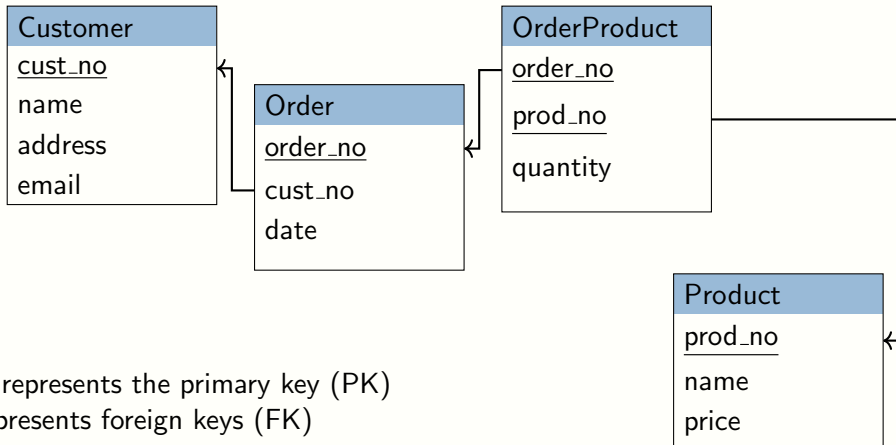 Customer
cust_no
name
address
email
Order
order_no
cust_no
date
OrderProduct
order_no
prod_no
quantity
Product
prod_no
name
price
represents the primary key (PK)
presents foreign keys (FK)